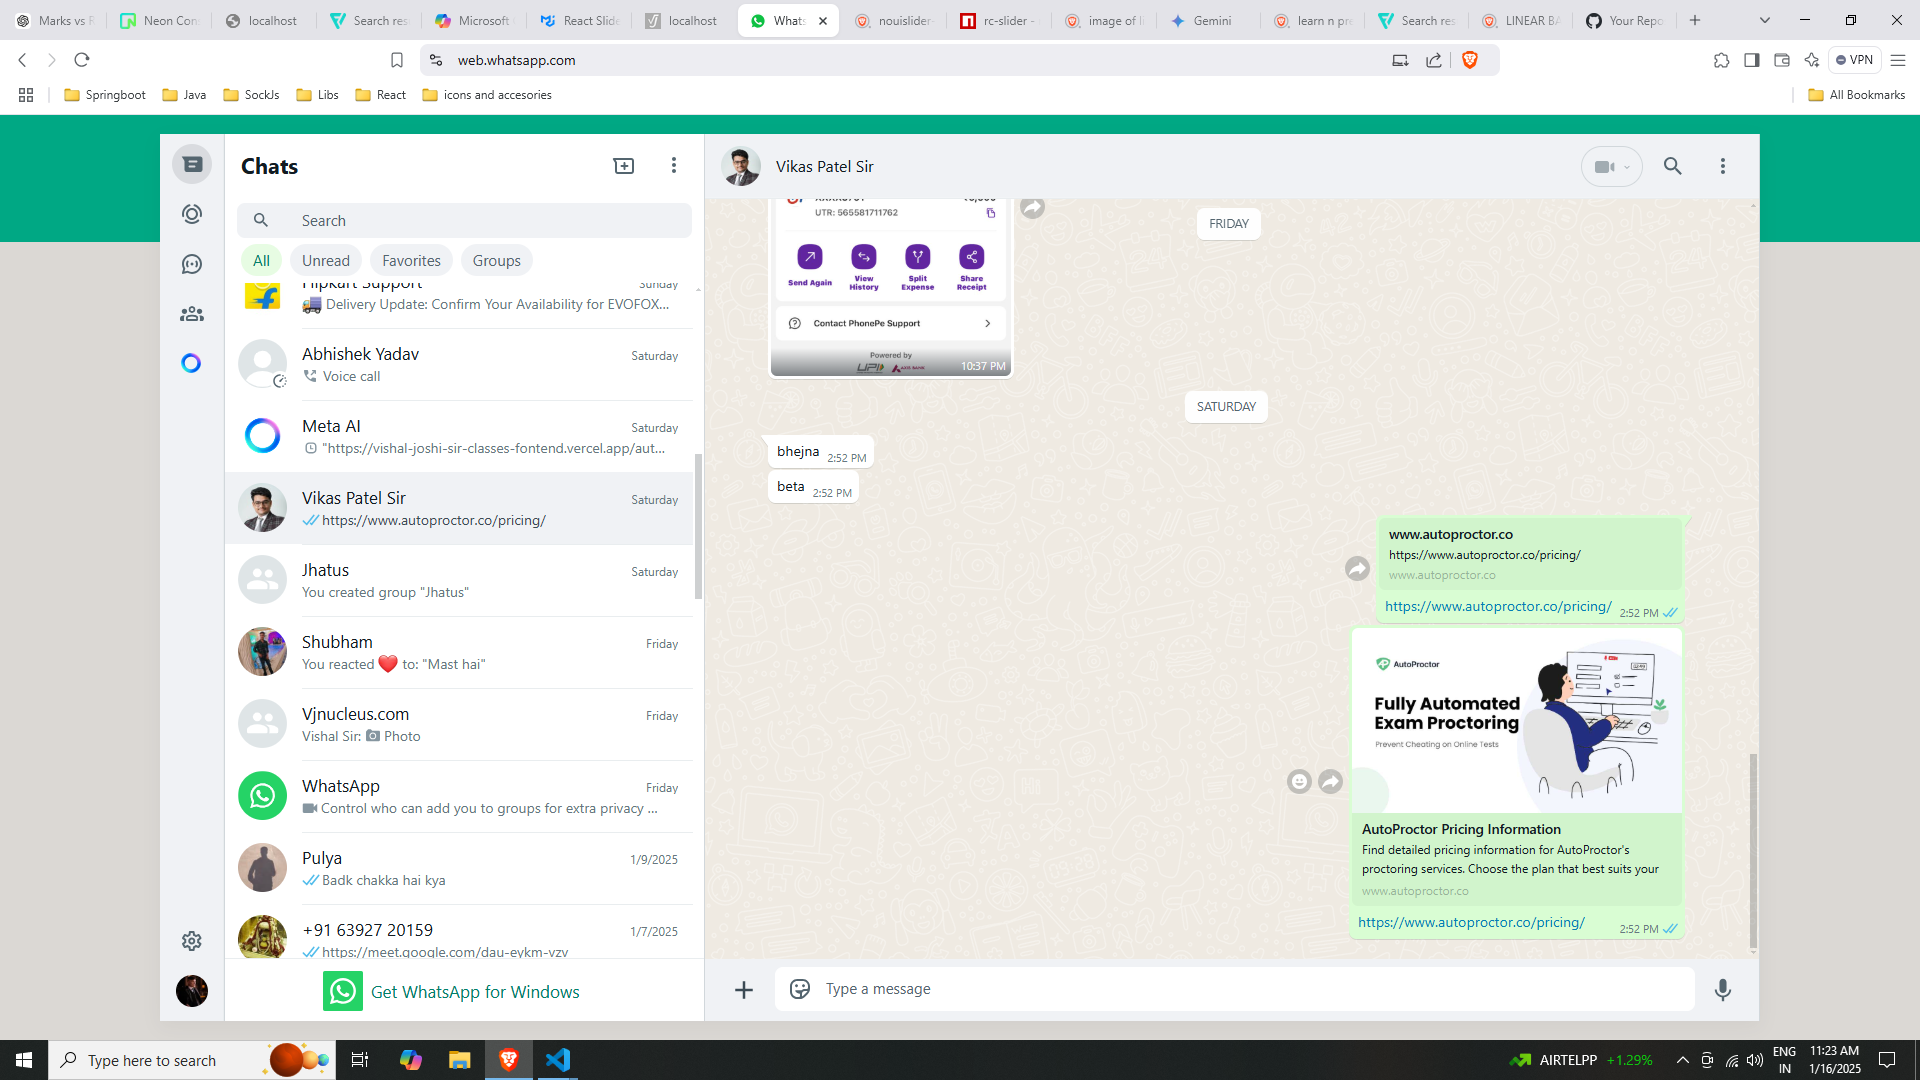 Marks vs R
Neon Cons
localhost
Search res
Microsoft
React Slide
localhost
Whats
nouislider
rc-slider -
image of li
Gemini
learn n pre
Search res
LINEAR BA
Your Repo
web.whatsapp.com
VPN
Springboot
Java
SockJs
Libs
React
icons and accesories
All Bookmarks
Chats
Search
All
Unread
Favorites
Groups
Flipkart Support
Sunday
Delivery Update: Confirm Your Availability for EVOFOX...
Abhishek Yadav
Saturday
Voice call
Meta AI
Saturday
"https://vishal-joshi-sir-classes-fontend.vercel.app/aut...
Vikas Patel Sir
Saturday
https://www.autoproctor.co/pricing/
Jhatus
Saturday
You created group "Jhatus"
Shubham
Friday
You reacted ❤️ to: "Mast hai"
Vjnucleus.com
Friday
Vishal Sir: Photo
WhatsApp
Friday
Control who can add you to groups for extra privacy ...
Pulya
1/9/2025
Badk chakka hai kya
+91 63927 20159
1/7/2025
https://meet.google.com/dau-eykm-vzv
Get WhatsApp for Windows
Vikas Patel Sir
UTR: 565581711762
Send Again
View History
Split Expense
Share Receipt
Contact PhonePe Support
Powered by
UPI
AXIS BANK
10:37 PM
FRIDAY
SATURDAY
bhejna 2:52 PM
beta 2:52 PM
www.autoproctor.co
https://www.autoproctor.co/pricing/
www.autoproctor.co
https://www.autoproctor.co/pricing/ 2:52 PM
AutoProctor
Fully Automated
Exam Proctoring
Prevent Cheating on Online Tests
AutoProctor Pricing Information
Find detailed pricing information for AutoProctor's
proctoring services. Choose the plan that best suits your
www.autoproctor.co
https://www.autoproctor.co/pricing/ 2:52 PM
Type a message
Type here to search
AIRTELPP +1.29%
ENG
IN
11:23 AM
1/16/2025